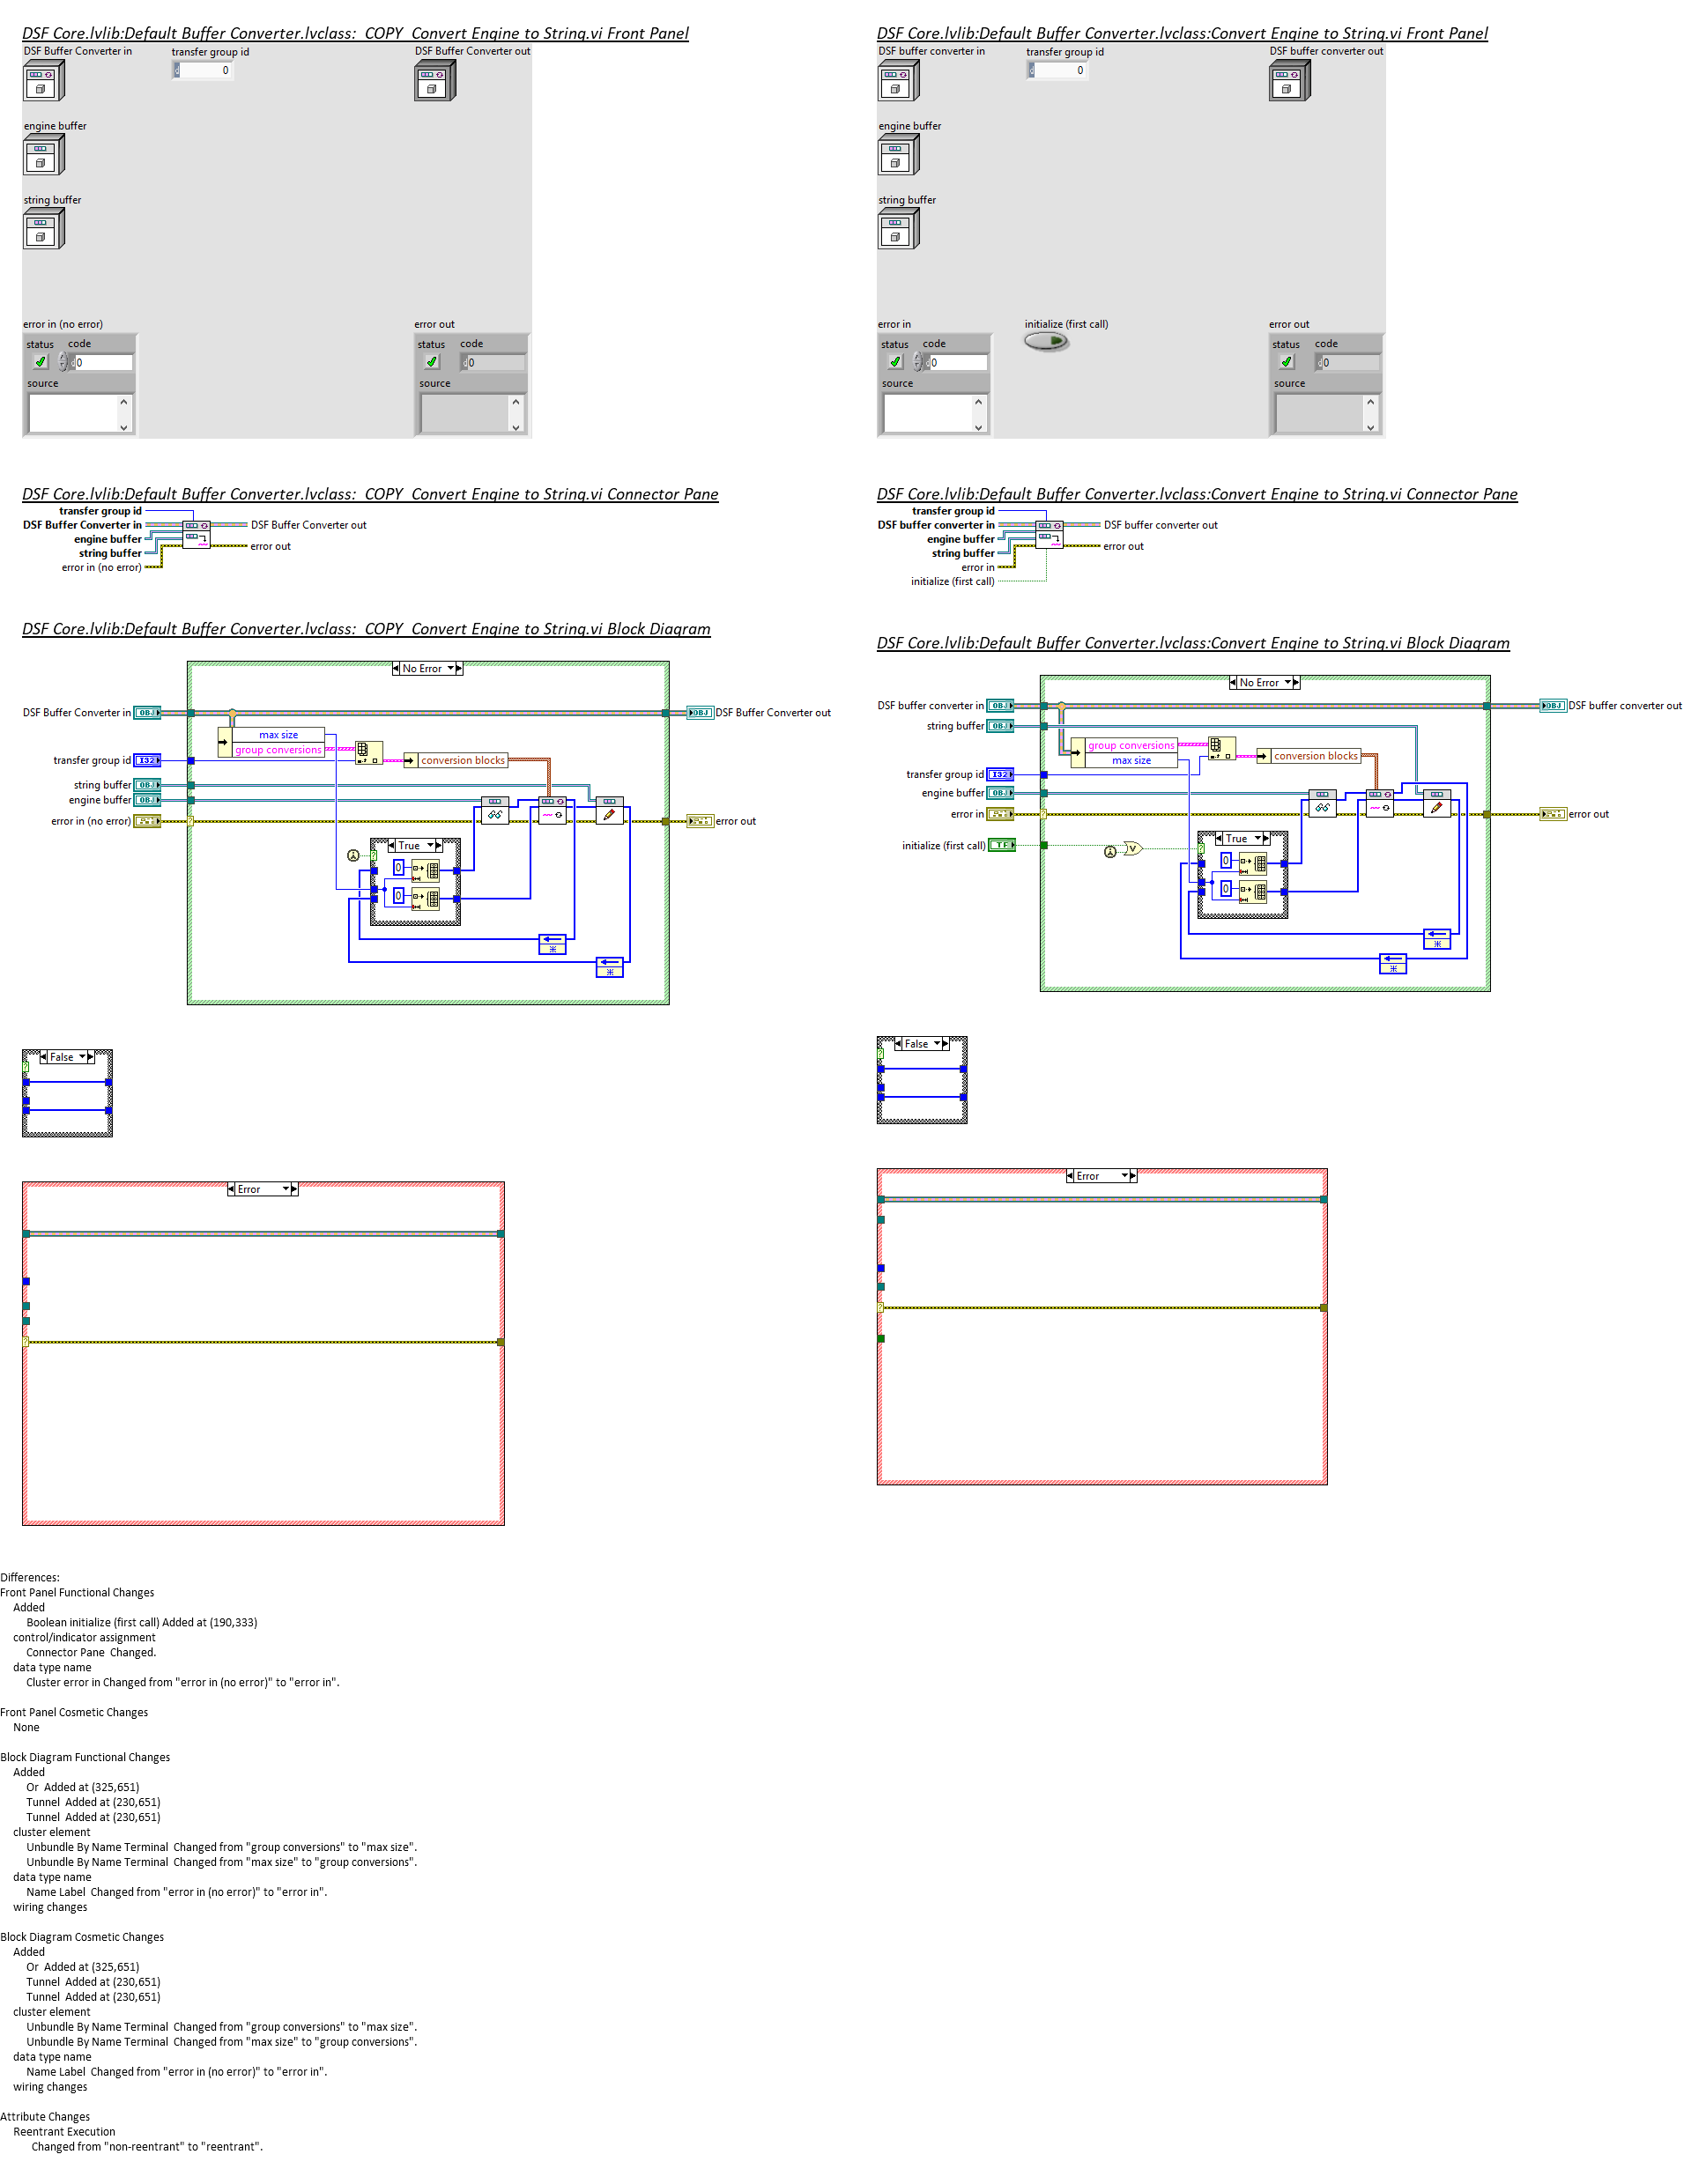 DSF Core.lvlib:Default Buffer Converter.lvclass:_COPY_Convert Engine to String.vi Front Panel
DSF Buffer Converter in
transfer group id
DSF Buffer Converter out
d
0
engine buffer
string buffer
error in (no error)
error out
status
code
status
code
d0
d0
source
source
DSF Core.lvlib:Default Buffer Converter.lvclass:_COPY_Convert Engine to String.vi Connector Pane
transfer group id
DSF Buffer Converter in
DSF Buffer Converter out
engine buffer
string buffer
error out
error in (no error)
DSF Core.lvlib:Default Buffer Converter.lvclass:_COPY_Convert Engine to String.vi Block Diagram
No Error
DSF Buffer Converter in
OBJ
OBJ
DSF Buffer Converter out
max size
group conversions
transfer group id
I32
conversion blocks
string buffer
OBJ
engine buffer
OBJ
error in (no error)
error out
True
0
0
False
Error
DSF Core.lvlib:Default Buffer Converter.lvclass:Convert Engine to String.vi Front Panel
DSF buffer converter in
transfer group id
DSF buffer converter out
d
0
engine buffer
string buffer
error in
initialize (first call)
error out
status
code
status
code
d0
d0
source
source
DSF Core.lvlib:Default Buffer Converter.lvclass:Convert Engine to String.vi Connector Pane
transfer group id
DSF buffer converter in
DSF buffer converter out
engine buffer
string buffer
error out
error in
initialize (first call)
DSF Core.lvlib:Default Buffer Converter.lvclass:Convert Engine to String.vi Block Diagram
No Error
DSF buffer converter in
OBJ
OBJ
DSF buffer converter out
string buffer
OBJ
group conversions
max size
conversion blocks
transfer group id
I32
engine buffer
OBJ
error in
error out
initialize (first call)
TF
V
True
0
0
False
Error
Differences:
Front Panel Functional Changes
Added
Boolean initialize (first call) Added at (190,333)
control/indicator assignment
Connector Pane  Changed.
data type name
Cluster error in Changed from "error in (no error)" to "error in".
Front Panel Cosmetic Changes
None
Block Diagram Functional Changes
Added
Or  Added at (325,651)
Tunnel  Added at (230,651)
Tunnel  Added at (230,651)
cluster element
Unbundle By Name Terminal  Changed from "group conversions" to "max size".
Unbundle By Name Terminal  Changed from "max size" to "group conversions".
data type name
Name Label  Changed from "error in (no error)" to "error in".
wiring changes
Block Diagram Cosmetic Changes
Added
Or  Added at (325,651)
Tunnel  Added at (230,651)
Tunnel  Added at (230,651)
cluster element
Unbundle By Name Terminal  Changed from "group conversions" to "max size".
Unbundle By Name Terminal  Changed from "max size" to "group conversions".
data type name
Name Label  Changed from "error in (no error)" to "error in".
wiring changes
Attribute Changes
Reentrant Execution
Changed from "non-reentrant" to "reentrant".